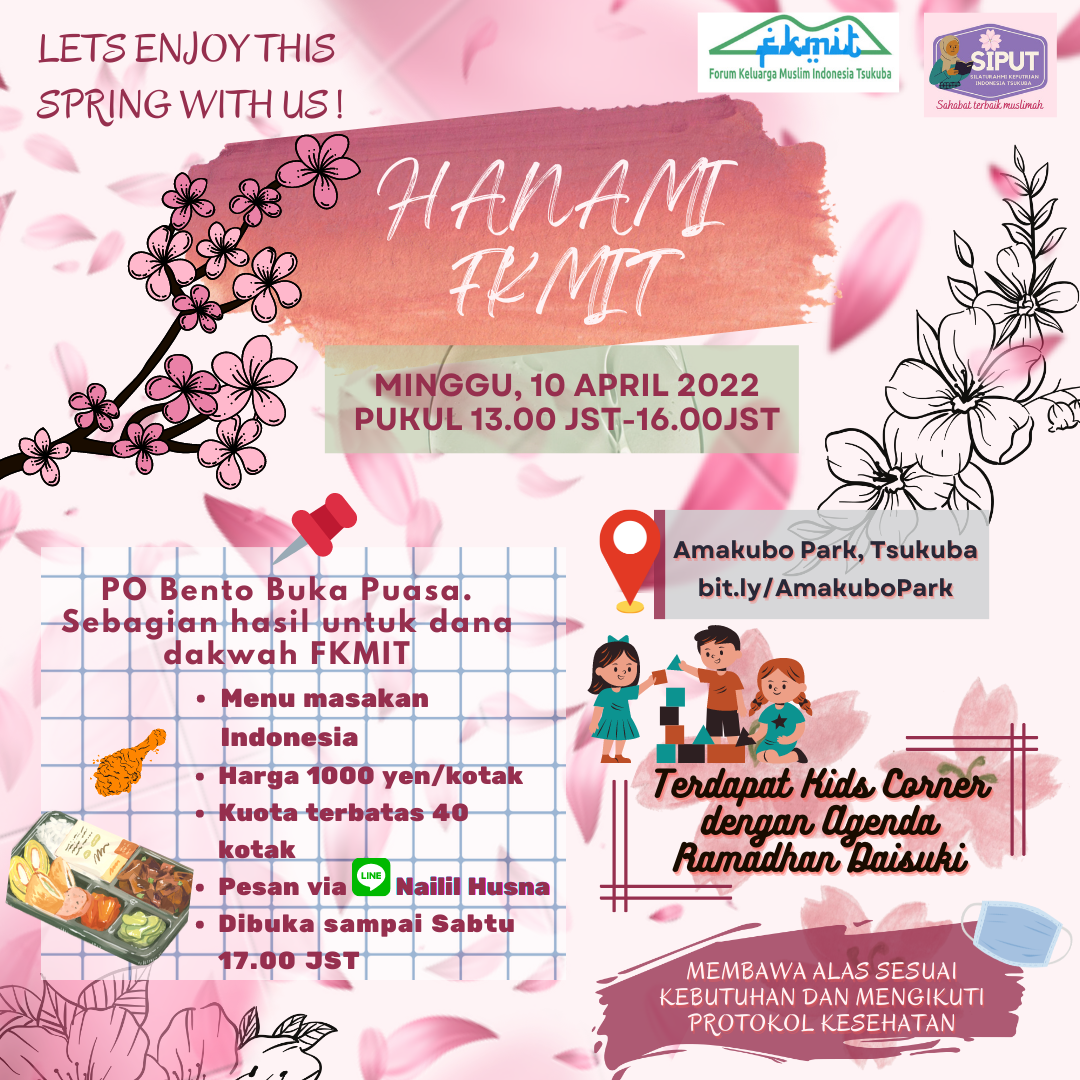 LETS ENJOY THIS
SPRING WITH US !
fkmit
Forum Keluarga Muslim Indonesia Tsukuba
SIPUT
SILATURAHMI KEPUTRIAN
INDONESIA TSUKUBA
Sahabat terbaik muslimah
HANAMI
FKMIT
MINGGU, 10 APRIL 2022
PUKUL 13.00 JST-16.00JST
Amakubo Park, Tsukuba
bit.ly/AmakuboPark
PO Bento Buka Puasa.
Sebagian hasil untuk dana
dakwah FKMIT
• Menu masakan
Indonesia
• Harga 1000 yen/kotak
• Kuota terbatas 40
kotak
• Pesan via LINE Nailil Husna
• Dibuka sampai Sabtu
17.00 JST
Terdapat Kids Corner
dengan Agenda
Ramadhan Daisuki
MEMBAWA ALAS SESUAI
KEBUTUHAN DAN MENGIKUTI
PROTOKOL KESEHATAN